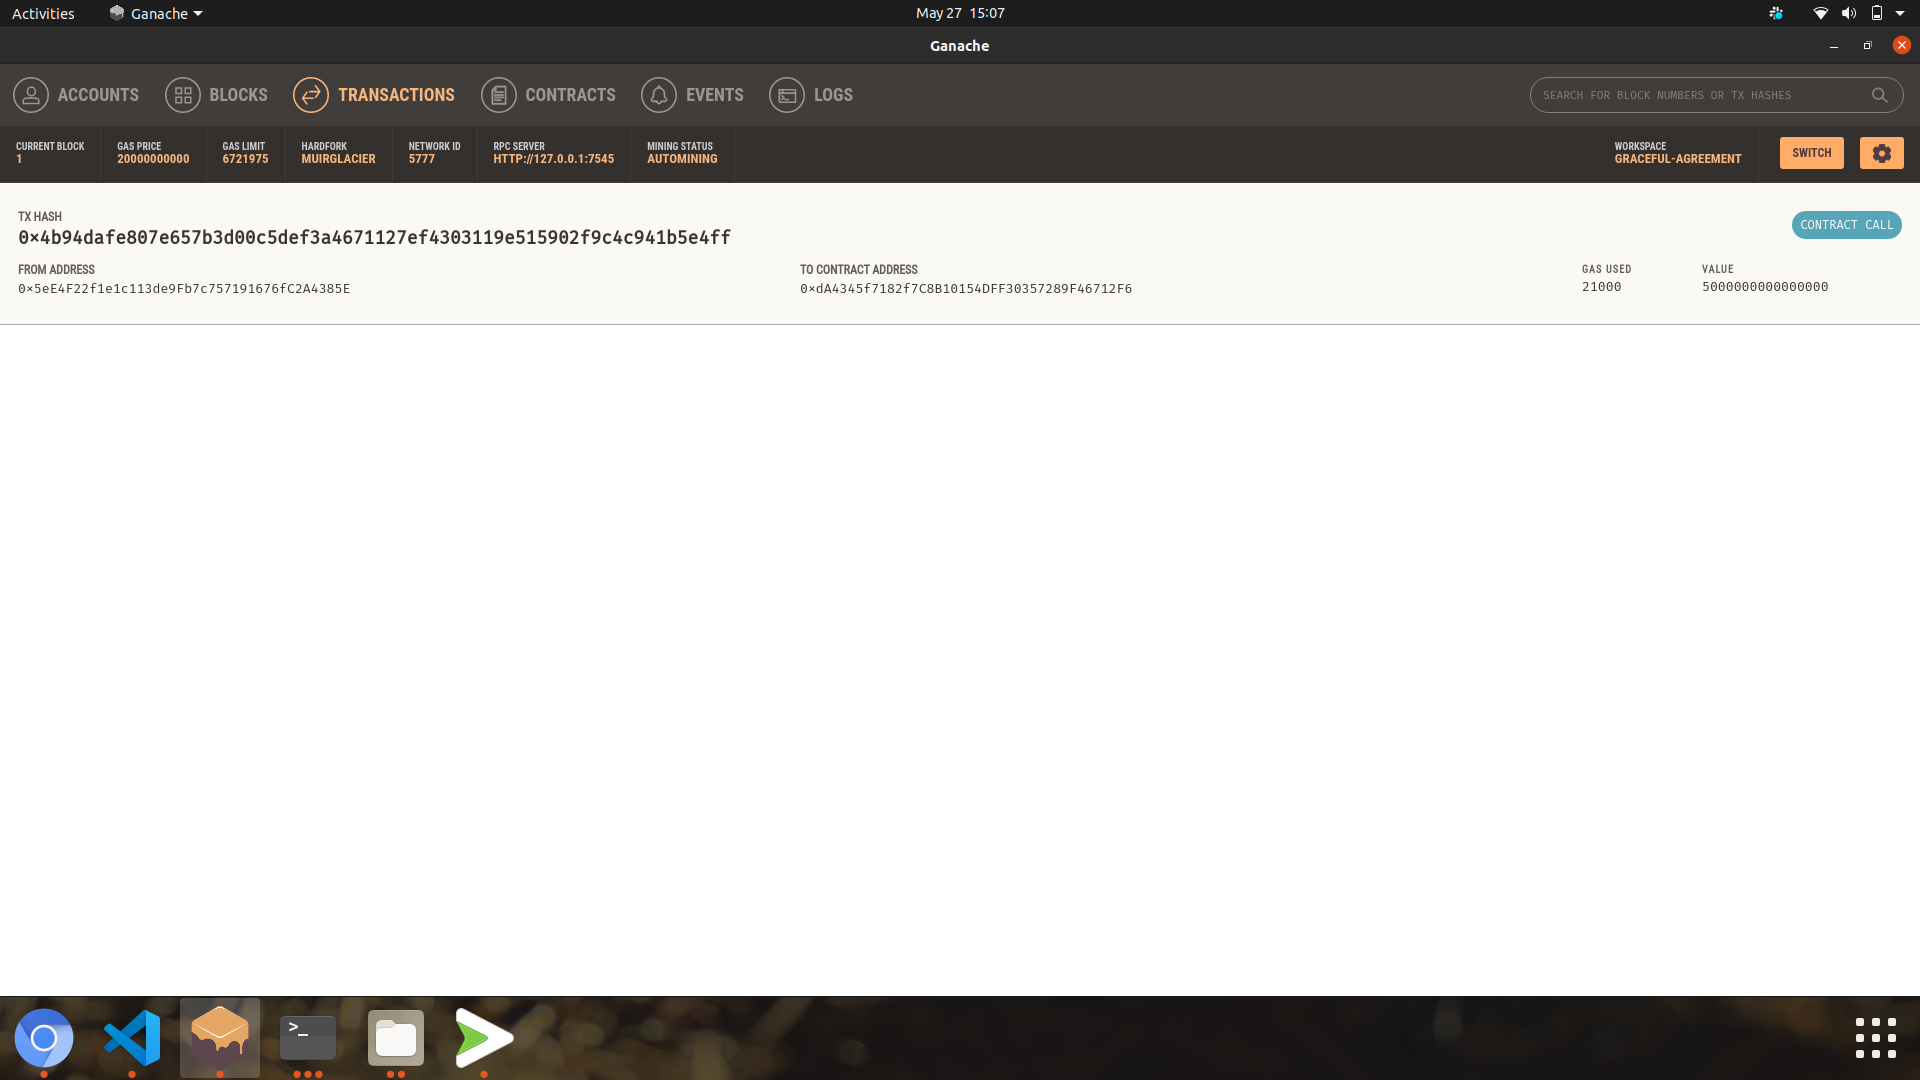 Activities Ganache May 27 15:07
Ganache
ACCOUNTS BLOCKS TRANSACTIONS CONTRACTS EVENTS LOGS SEARCH FOR BLOCK NUMBERS OR TX HASHES
CURRENT BLOCK GAS PRICE GAS LIMIT HARDFORK NETWORK ID RPC SERVER MINING STATUS WORKSPACE
1 20000000000 6721975 MUIRGLACIER 5777 HTTP://127.0.0.1:7545 AUTOMINING GRACEFUL-AGREEMENT SWITCH
TX HASH
0×4b94dafe807e657b3d00c5def3a4671127ef4303119e515902f9c4c941b5e4ff CONTRACT CALL
FROM ADDRESS TO CONTRACT ADDRESS GAS USED VALUE
0×5eE4F22f1e1c113de9Fb7c757191676fC2A4385E 0×dA4345f7182f7C8B10154DFF30357289F46712F6 21000 5000000000000000
>_